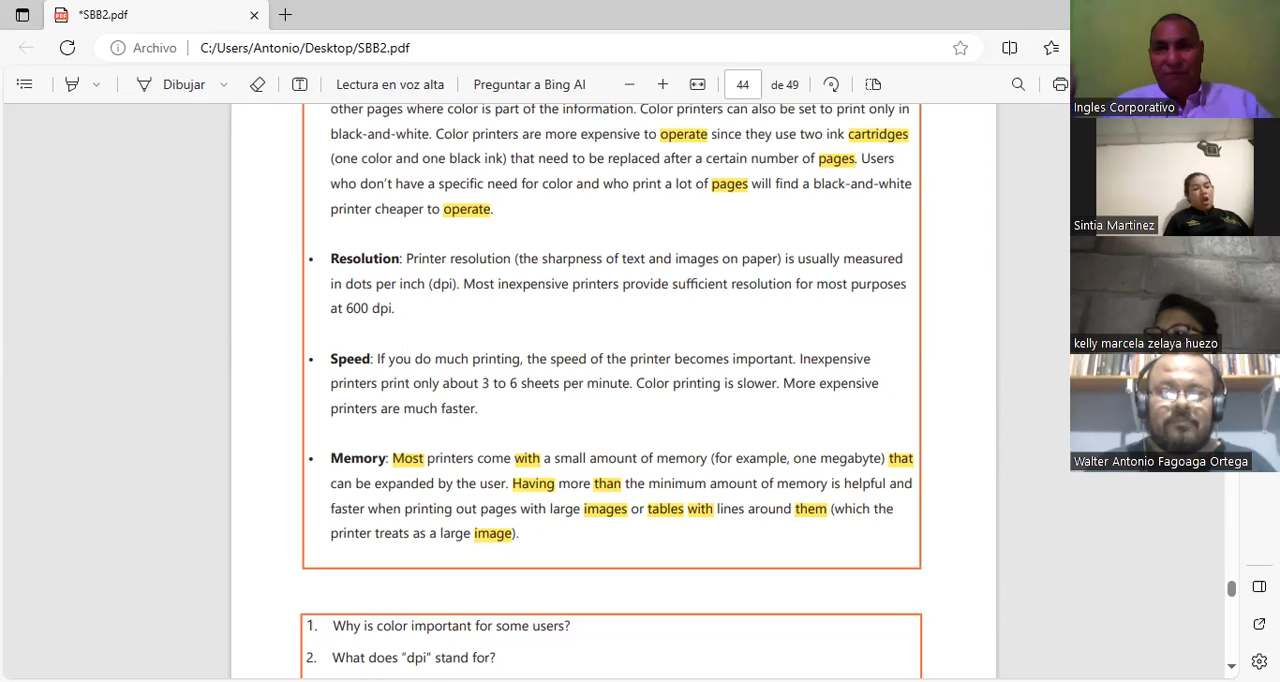 *SBB2.pdf
Archivo
C:/Users/Antonio/Desktop/SBB2.pdf
Dibujar
Lectura en voz alta
Preguntar a Bing AI
44
de 49
other pages where color is part of the information. Color printers can also be set to print only in
black-and-white. Color printers are more expensive to operate since they use two ink cartridges
(one color and one black ink) that need to be replaced after a certain number of pages. Users
who don't have a specific need for color and who print a lot of pages will find a black-and-white
printer cheaper to operate.
• Resolution: Printer resolution (the sharpness of text and images on paper) is usually measured
in dots per inch (dpi). Most inexpensive printers provide sufficient resolution for most purposes
at 600 dpi.
• Speed: If you do much printing, the speed of the printer becomes important. Inexpensive
printers print only about 3 to 6 sheets per minute. Color printing is slower. More expensive
printers are much faster.
• Memory: Most printers come with a small amount of memory (for example, one megabyte) that
can be expanded by the user. Having more than the minimum amount of memory is helpful and
faster when printing out pages with large images or tables with lines around them (which the
printer treats as a large image).
1. Why is color important for some users?
2. What does "dpi" stand for?
Ingles Corporativo
Sintia Martinez
kelly marcela zelaya huezo
Walter Antonio Fagoaga Ortega